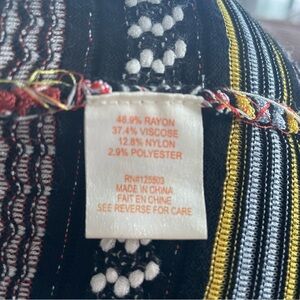 46.9% RAYON
37.4% VISCOSE
12.8% NYLON
2.9% POLYESTER
RN#125503
MADE IN CHINA
FAIT EN CHINE
SEE REVERSE FOR CARE